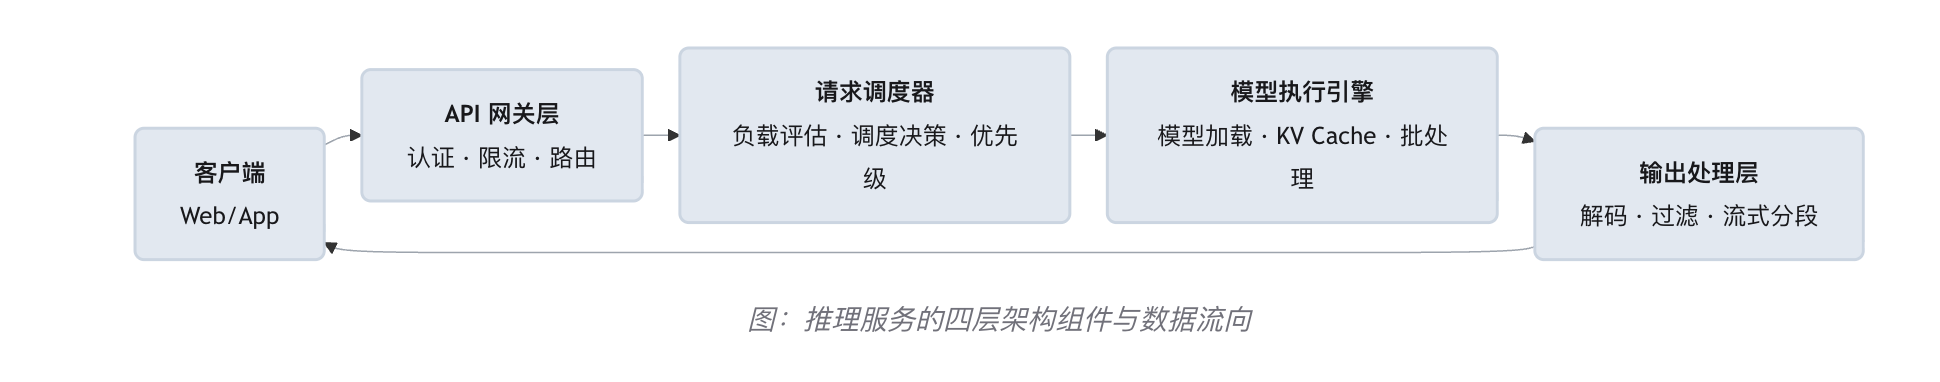 客户端
Web/App
API 网关层
认证 · 限流 · 路由
请求调度器
负载评估 · 调度决策 · 优先
级
模型执行引擎
模型加载 · KV Cache · 批处
理
输出处理层
解码 · 过滤 · 流式分段
图：推理服务的四层架构组件与数据流向